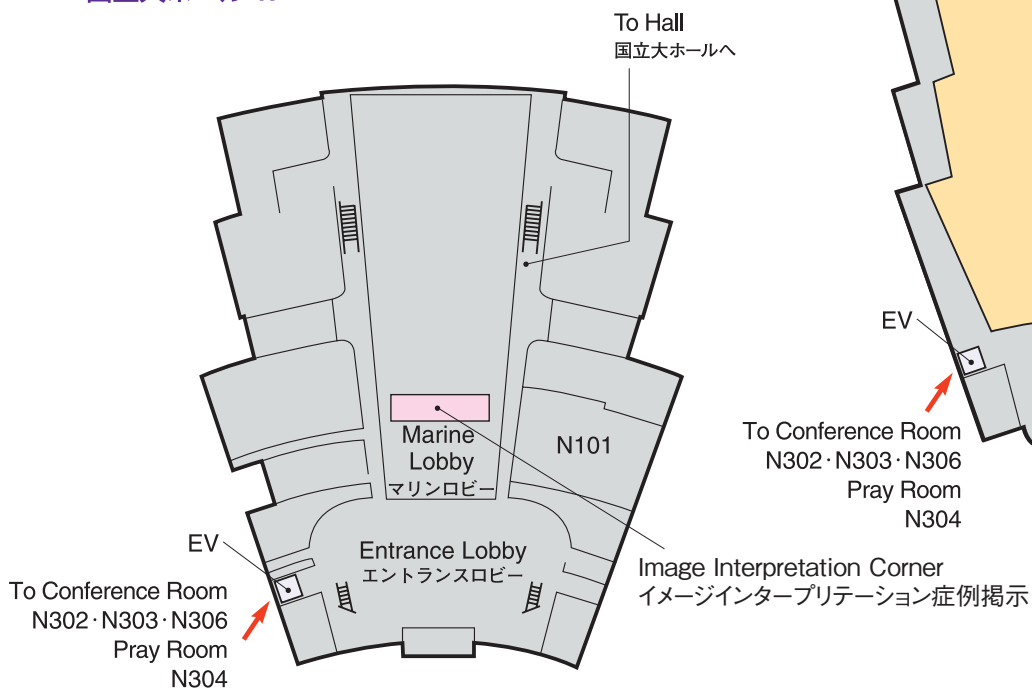 To Hall
国立大ホールへ
Marine
Lobby
マリンロビー
N101
EV
Entrance Lobby
エントランスロビー
To Conference Room
N302・N303・N306
Pray Room
N304
Image Interpretation Corner
イメージインタープリテーション症例掲示
EV
To Conference Room
N302・N303・N306
Pray Room
N304